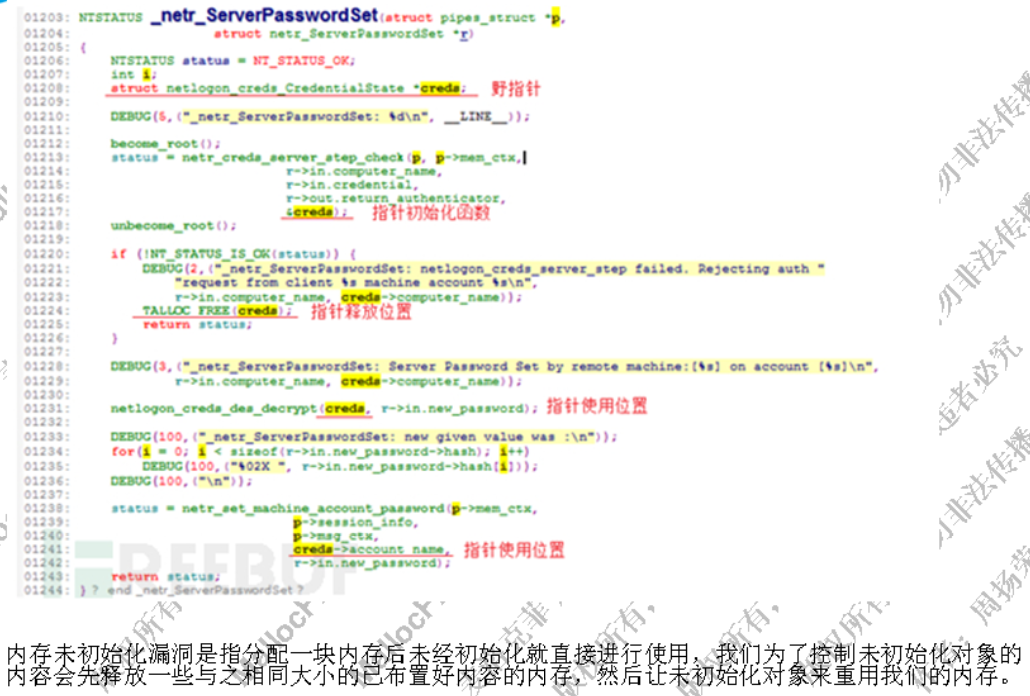 01203: NTSTATUS _netr_ServerPasswordSet(struct pipes_struct *p,
01204: struct netr_ServerPasswordSet *r)
01205: {
01206: NTSTATUS status = NT_STATUS_OK;
01207: int i;
01208: struct netlogon_creds_CredentialState *creds; 野指针
01209:
01210: DEBUG(5,("_netr_ServerPasswordSet: %d\n", __LINE__));
01211:
01212: become_root();
01213: status = netr_creds_server_step_check(p, p->mem_ctx,
01214: r->in.computer_name,
01215: r->in.credential,
01216: r->out.return_authenticator,
01217: &creds); 指针初始化函数
01218: unbecome_root();
01219:
01220: if (!NT_STATUS_IS_OK(status)) {
01221: DEBUG(2,("_netr_ServerPasswordSet: netlogon_creds_server_step failed. Rejecting auth "
01222: "request from client %s machine account %s\n",
01223: r->in.computer_name, creds->computer_name));
01224: TALLOC_FREE(creds); 指针释放位置
01225: return status;
01226: }
01227:
01228: DEBUG(3,("_netr_ServerPasswordSet: Server Password Set by remote machine:[%s] on account [%s]\n",
01229: r->in.computer_name, creds->computer_name));
01230:
01231: netlogon_creds_des_decrypt(creds, r->in.new_password); 指针使用位置
01232:
01233: DEBUG(100,("_netr_ServerPasswordSet: new given value was :\n"));
01234: for(i = 0; i < sizeof(r->in.new_password->hash); i++)
01235: DEBUG(100,("%02X ", r->in.new_password->hash[i]));
01236: DEBUG(100,("\n"));
01237:
01238: status = netr_set_machine_account_password(p->mem_ctx,
01239: p->session_info,
01240: p->msg_ctx,
01241: creds->account_name, 指针使用位置
01242: r->in.new_password);
01243: return status;
01244: } ? end _netr_ServerPasswordSet ?
REEBUF
内存未初始化漏洞是指分配一块内存后未经初始化就直接进行使用，我们为了控制未初始化对象的
内容会先释放一些与之相同大小的已布置好内容的内存，然后让未初始化对象来重用我们的内存。